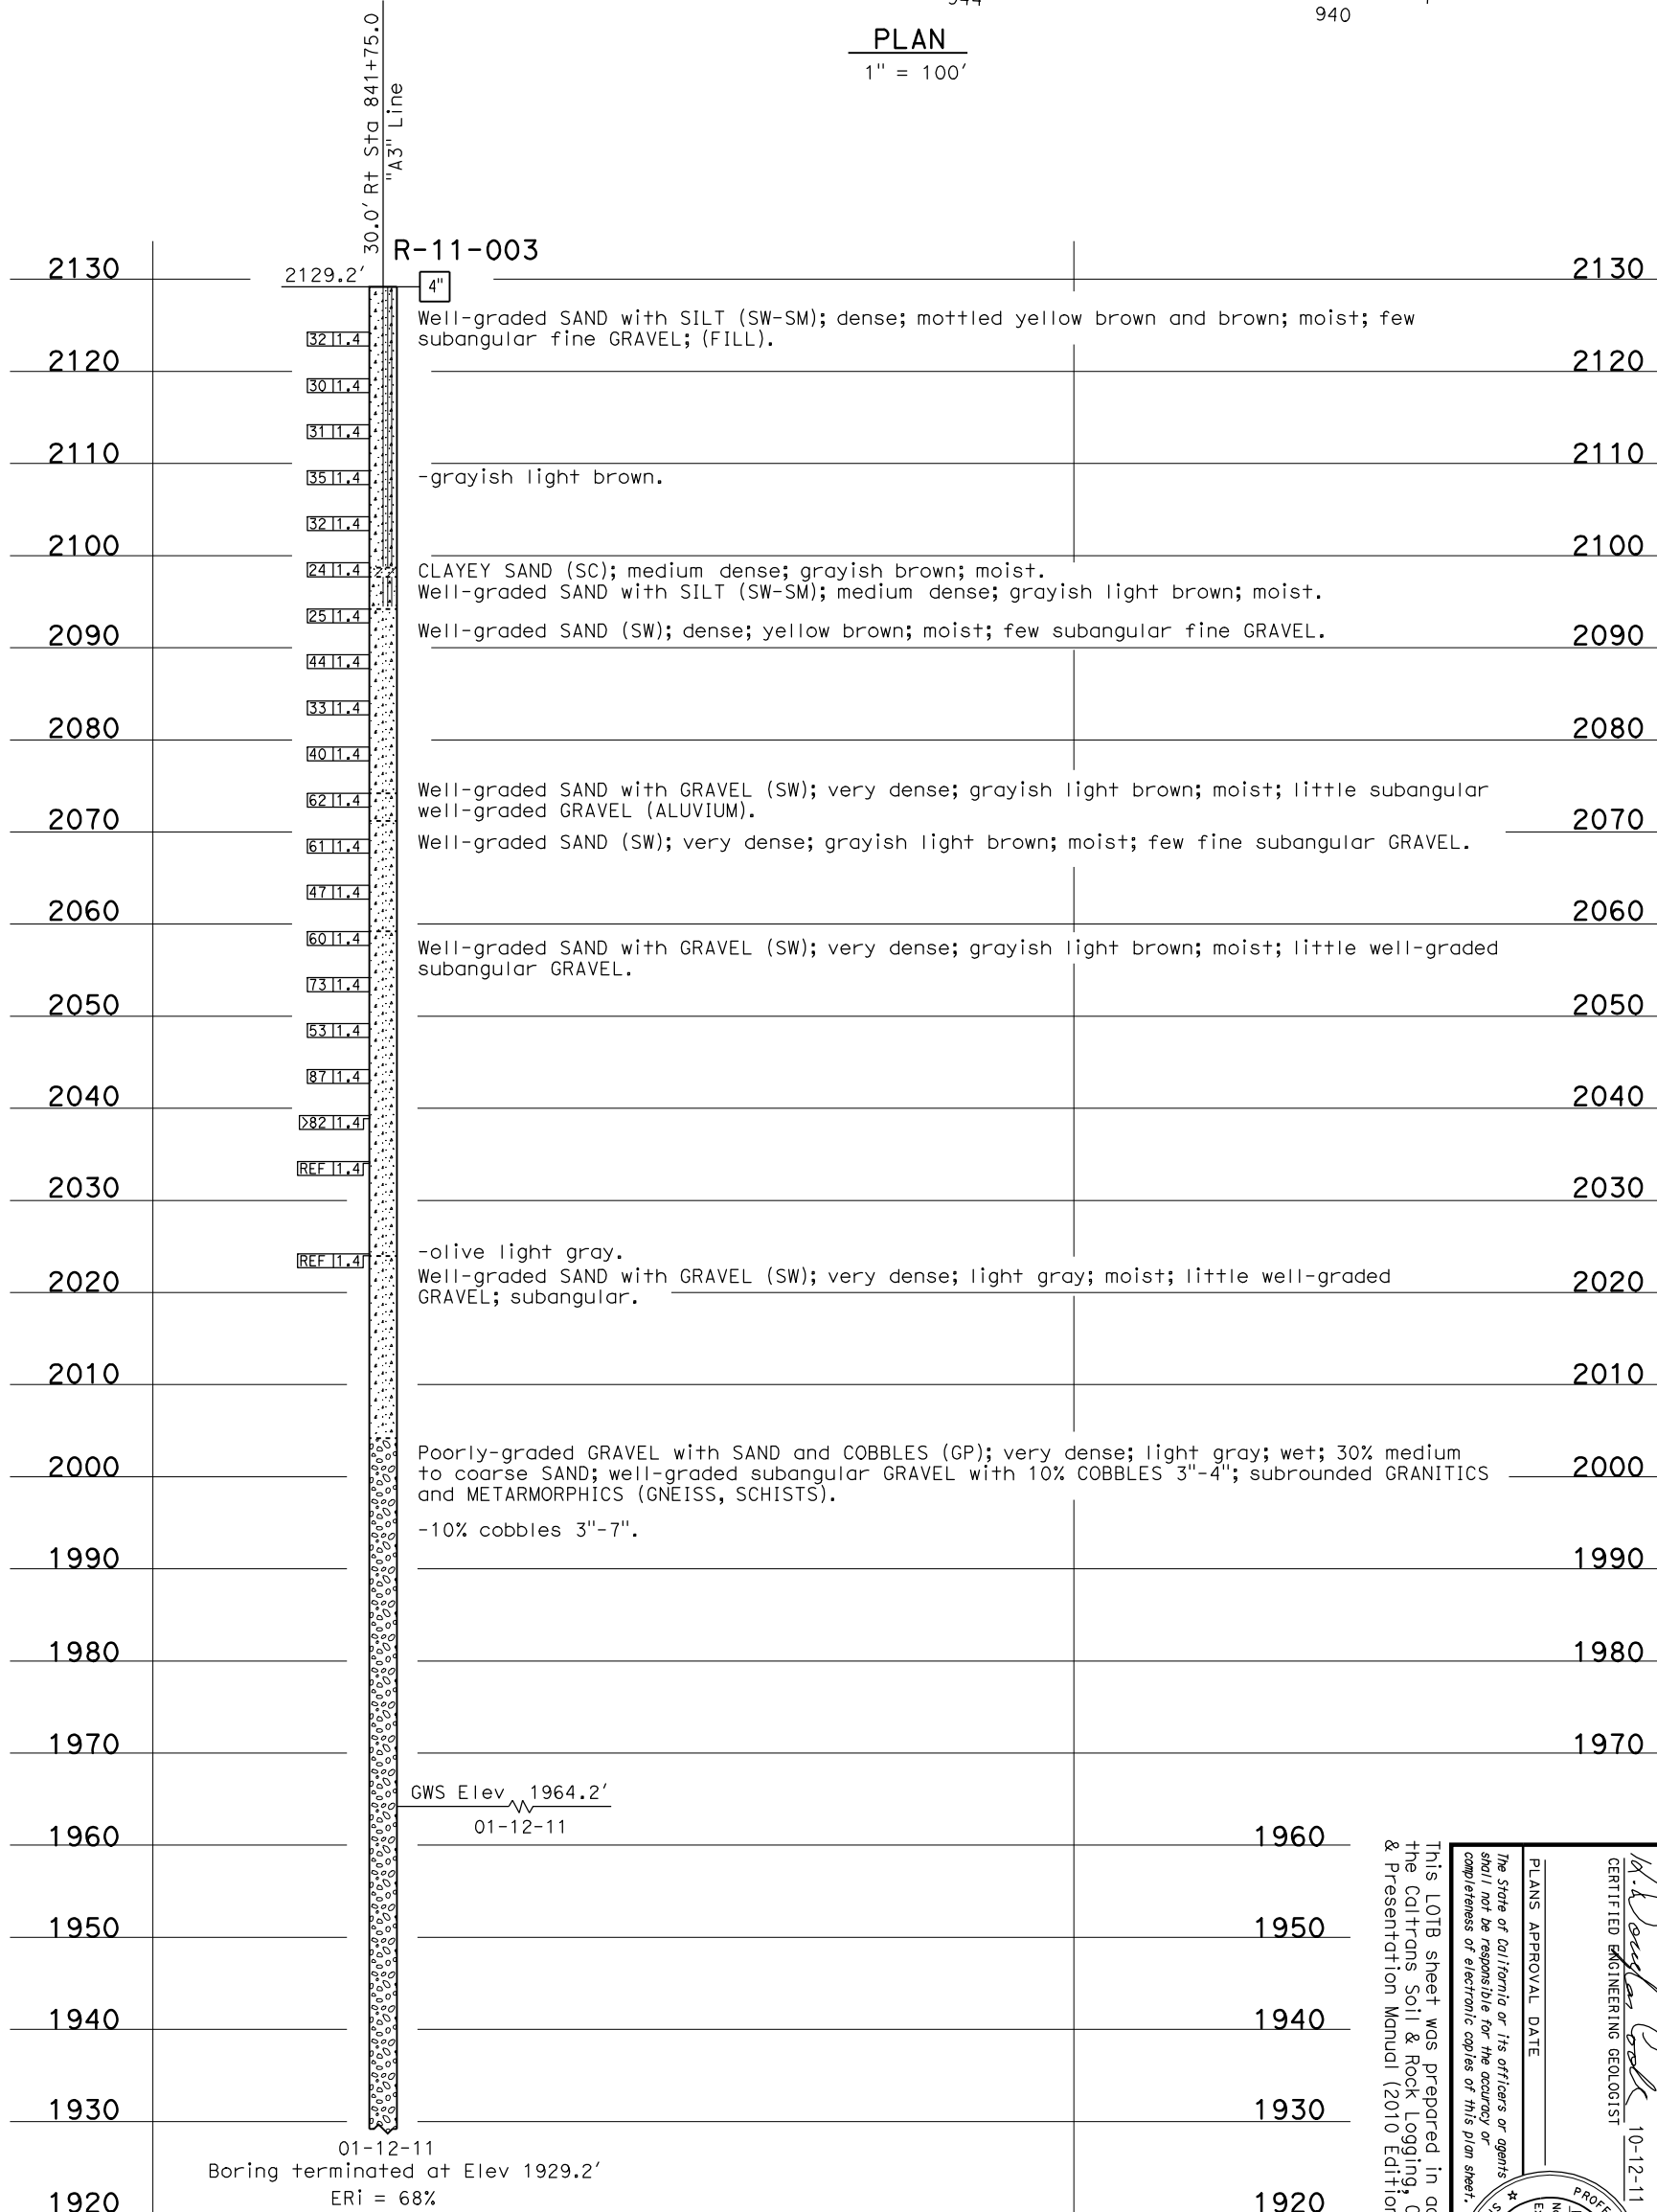 944
940
PLAN
1" = 100'
30.0' Rt Sta 841+75.0
"A3" Line
R-11-003
2130
2129.2'
4"
2130
Well-graded SAND with SILT (SW-SM); dense; mottled yellow brown and brown; moist; few
subangular fine GRAVEL; (FILL).
32 1.4
2120
2120
30 1.4
31 1.4
2110
2110
35 1.4
-grayish light brown.
32 1.4
2100
2100
24 1.4
CLAYEY SAND (SC); medium dense; grayish brown; moist.
Well-graded SAND with SILT (SW-SM); medium dense; grayish light brown; moist.
25 1.4
Well-graded SAND (SW); dense; yellow brown; moist; few subangular fine GRAVEL.
2090
2090
44 1.4
33 1.4
2080
2080
40 1.4
Well-graded SAND with GRAVEL (SW); very dense; grayish light brown; moist; little subangular
well-graded GRAVEL (ALUVIUM).
62 1.4
2070
2070
61 1.4
Well-graded SAND (SW); very dense; grayish light brown; moist; few fine subangular GRAVEL.
47 1.4
2060
2060
60 1.4
Well-graded SAND with GRAVEL (SW); very dense; grayish light brown; moist; little well-graded
subangular GRAVEL.
73 1.4
2050
2050
53 1.4
87 1.4
2040
2040
>82 1.4
REF 1.4
2030
2030
REF 1.4
-olive light gray.
Well-graded SAND with GRAVEL (SW); very dense; light gray; moist; little well-graded
GRAVEL; subangular.
2020
2020
2010
2010
Poorly-graded GRAVEL with SAND and COBBLES (GP); very dense; light gray; wet; 30% medium
to coarse SAND; well-graded subangular GRAVEL with 10% COBBLES 3"-4"; subrounded GRANITICS
and METARMORPHICS (GNEISS, SCHISTS).
2000
2000
-10% cobbles 3"-7".
1990
1990
1980
1980
1970
1970
GWS Elev 1964.2'
01-12-11
1960
1960
1950
1950
1940
1940
1930
1930
01-12-11
Boring terminated at Elev 1929.2'
ERi = 68%
1920
1920
10-12-11
CERTIFIED ENGINEERING GEOLOGIST
PLANS APPROVAL DATE
The State of California or its officers or agents
shall not be responsible for the accuracy or
completeness of electronic copies of this plan sheet.
This LOTB sheet was prepared in
the Caltrans Soil & Rock Logging,
& Presentation Manual (2010 Edition